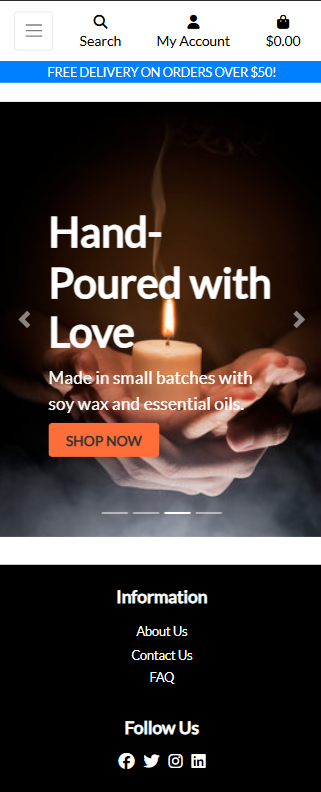 Search
My Account
$0.00
FREE DELIVERY ON ORDERS OVER $50!
Hand-
Poured with
Love
Made in small batches with
soy wax and essential oils.
SHOP NOW
Information
About Us
Contact Us
FAQ
Follow Us